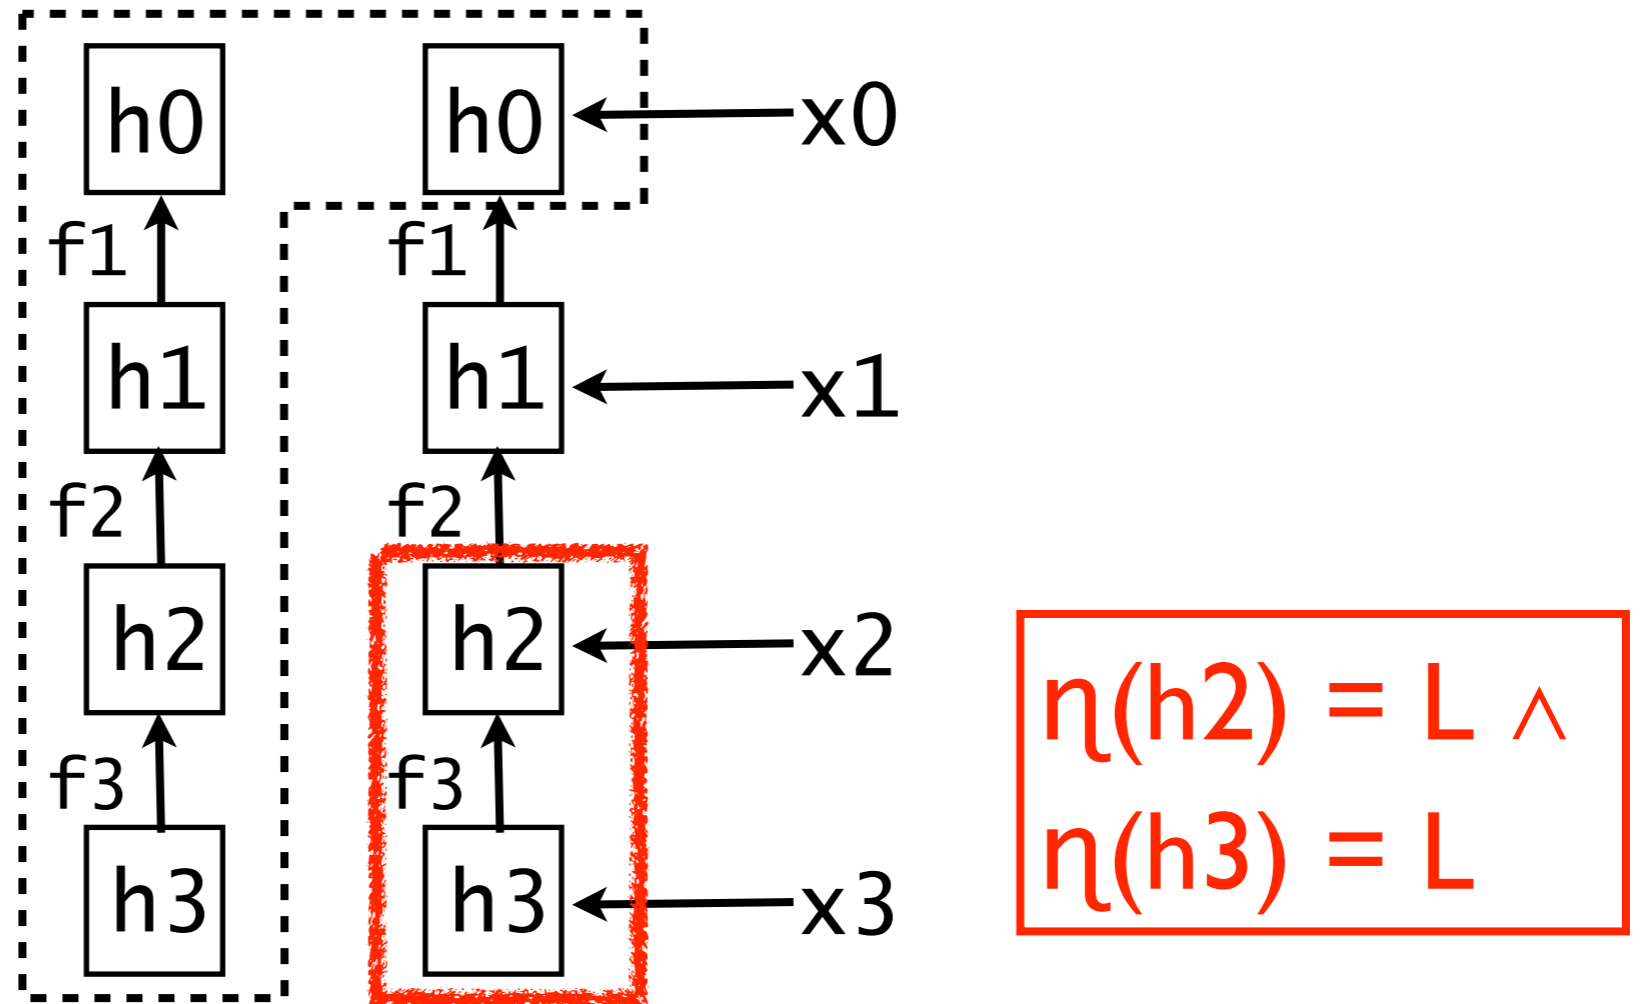 h0 h0 x0
f1 f1
h1 h1 x1
f2 f2
h2 h2 x2
f3 f3
h3 h3 x3
η(h2) = L ∧
η(h3) = L